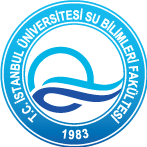 T.C. İSTANBUL ÜNİVERSİTESİ SU BİLİMLERİ FAKÜLTESİ
1983